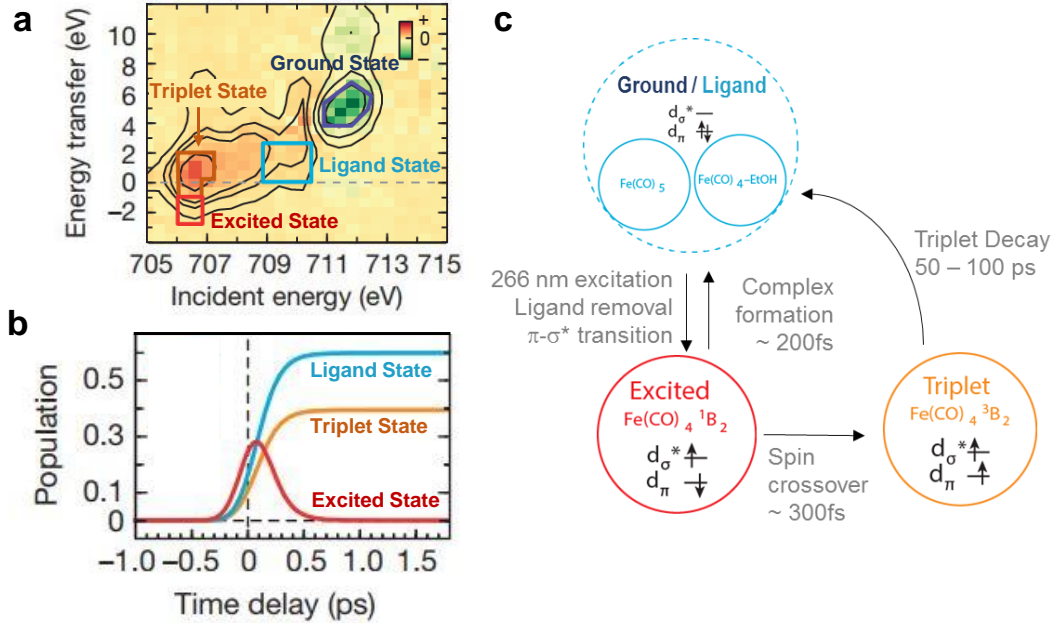 a
Energy transfer (eV)
10
8
6
4
2
0
−2
+
0
−
Ground State
Triplet State
Ligand State
Excited State
705 707 709 711 713 715
Incident energy (eV)
b
Population
0.5
0.3
0.1
0
Ligand State
Triplet State
Excited State
−1.0 −0.5 0 0.5 1.0 1.5
Time delay (ps)
c
Ground / Ligand
dσ*
dπ
Fe(CO) 5
Fe(CO) 4–EtOH
266 nm excitation
Ligand removal
π-σ* transition
Complex
formation
~ 200fs
Triplet Decay
50 – 100 ps
Excited
Fe(CO) 4 ¹B₂
dσ*
dπ
Spin
crossover
~ 300fs
Triplet
Fe(CO) 4 ³B₂
dσ*
dπ